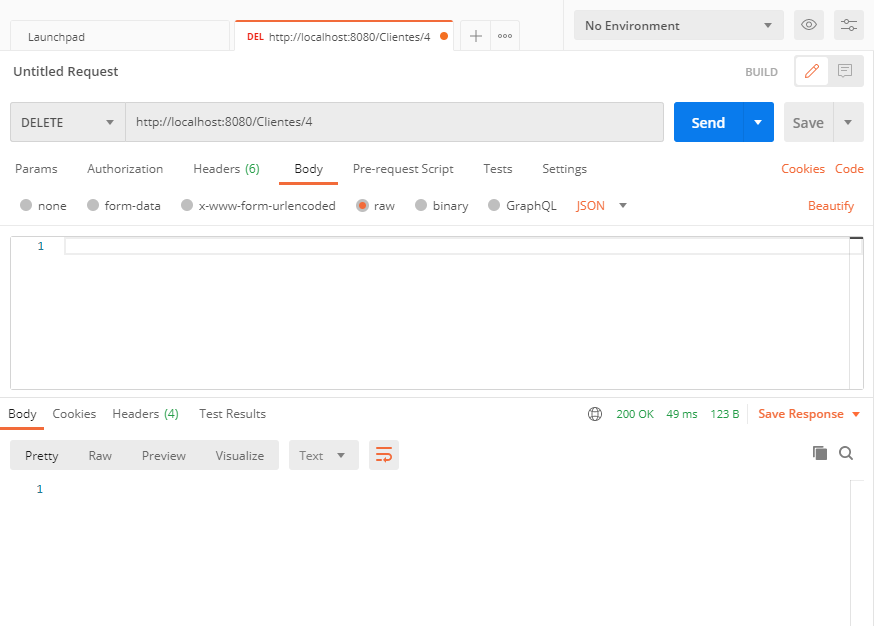 Launchpad DEL http://localhost:8080/Clientes/4 No Environment
Untitled Request BUILD
DELETE http://localhost:8080/Clientes/4 Send Save
Params Authorization Headers (6) Body Pre-request Script Tests Settings Cookies Code
none form-data x-www-form-urlencoded raw binary GraphQL JSON Beautify
1
Body Cookies Headers (4) Test Results 200 OK 49 ms 123 B Save Response
Pretty Raw Preview Visualize Text
1